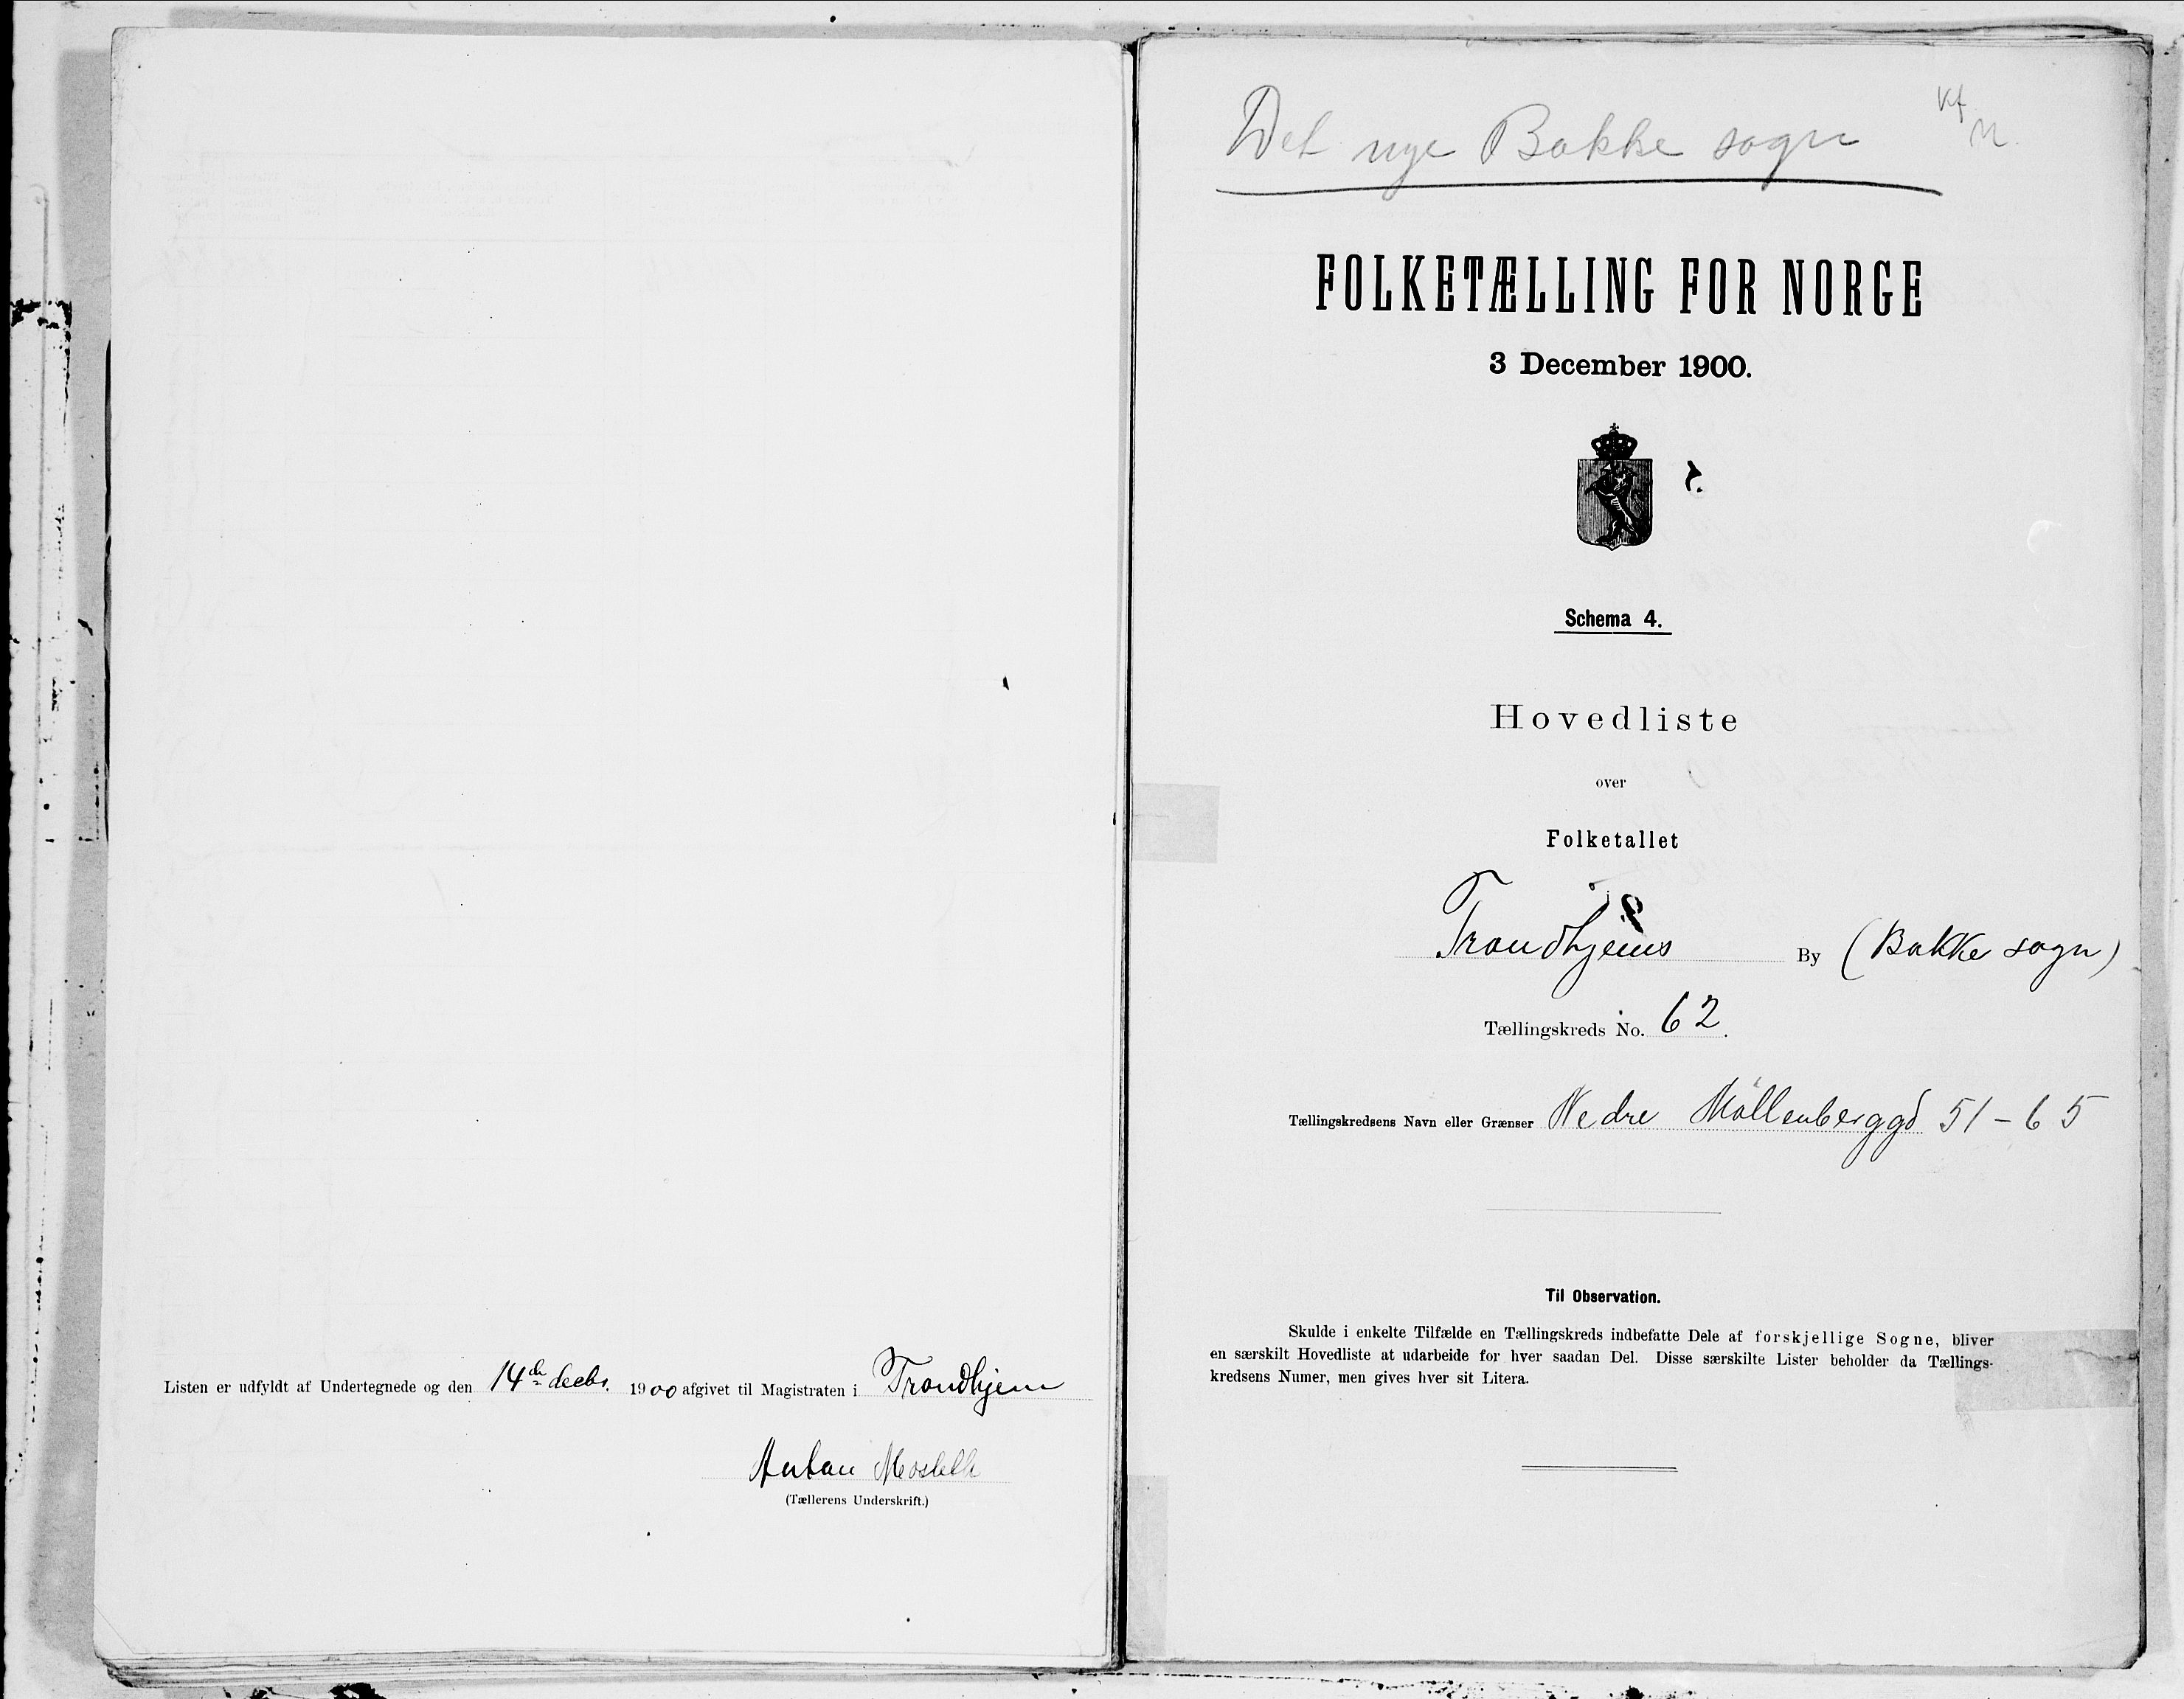 Listen er udfyldt af Undertegnede og den 14de decbr. 1900 afgivet til Magistraten i Trondhjem
Anton
(Tællerens Underskrift.)
Det nye Bakke sogn
FOLKETÆLLING FOR NORGE
3 December 1900.
Schema 4.
Hovedliste
over
Folketallet
i
Trondhjems By (Bakke sogn)
Tællingskreds No. 62.
Tællingskredsens Navn eller Grænser Nedre Möllenberggd 51-65
Til Observation.
Skulde i enkelte Tilfælde en Tællingskreds indbefatte Dele af forskjellige Sogne, bliver
en særskilt Hovedliste at udarbeide for hver saadan Del. Disse særskilte Lister beholder da Tællings-
kredsens Numer, men gives hver sit Litera.